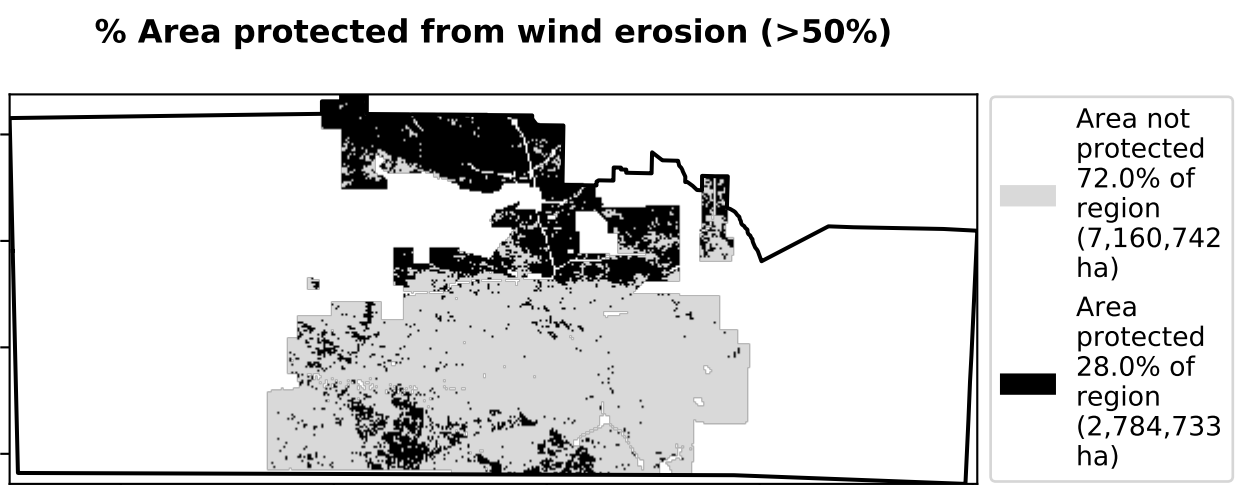 % Area protected from wind erosion (>50%)
Area not
protected
72.0% of
region
(7,160,742
ha)
Area
protected
28.0% of
region
(2,784,733
ha)